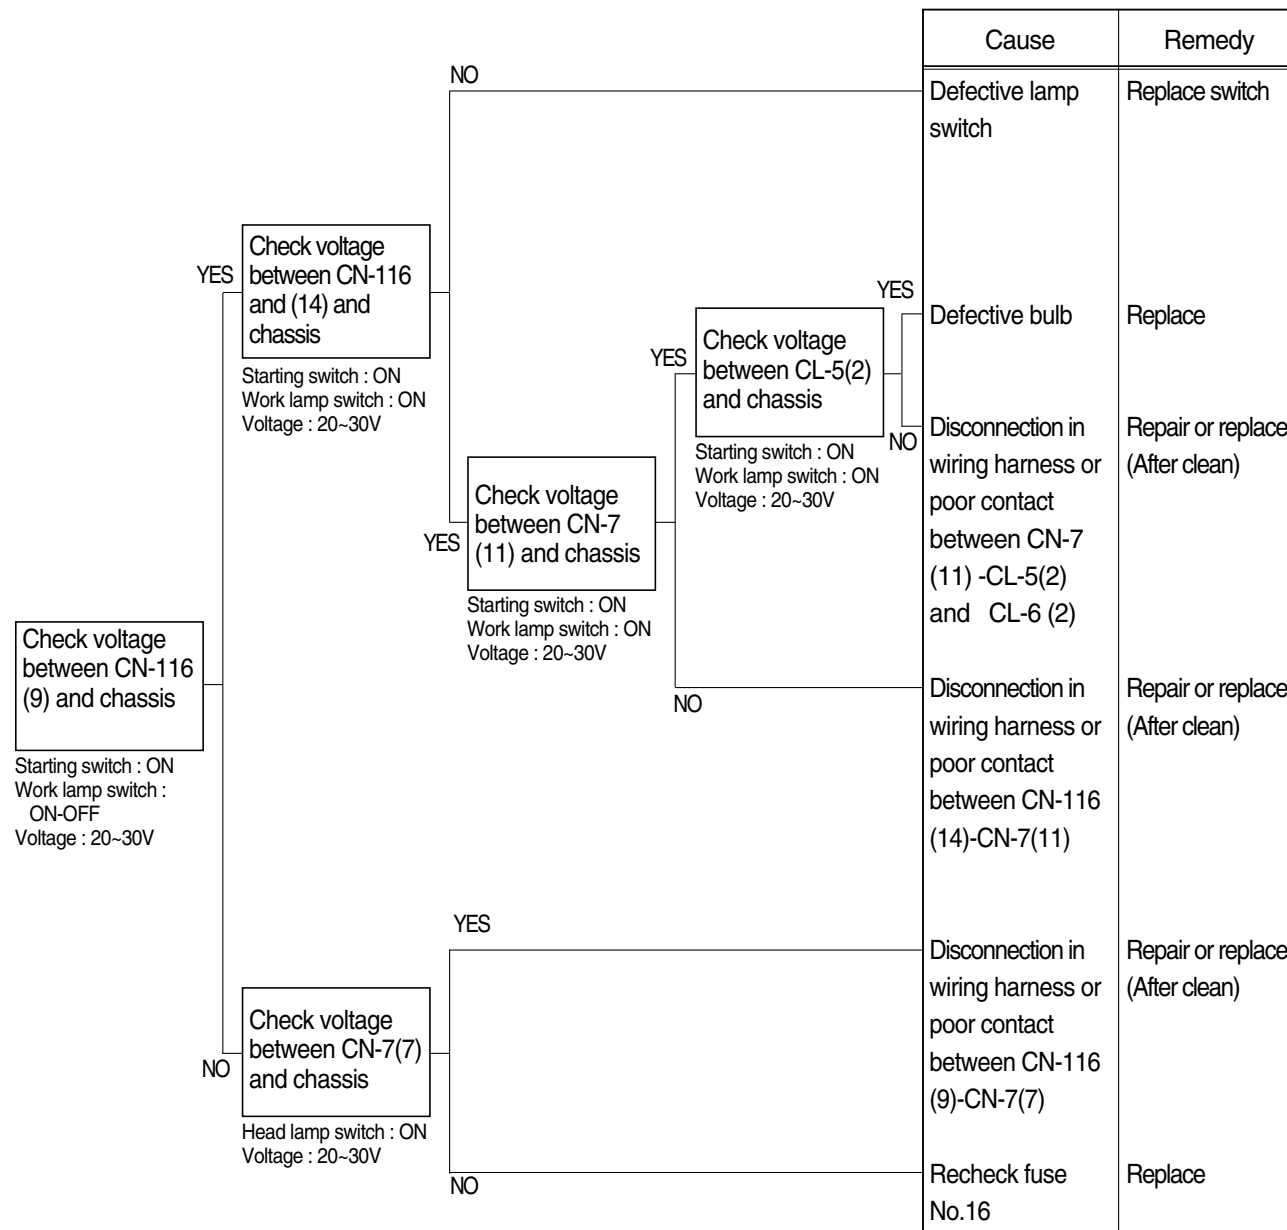 Cause
Remedy
NO
Defective lamp
switch
Replace switch
YES
Check voltage
between CN-116
and (14) and
chassis
Starting switch : ON
Work lamp switch : ON
Voltage : 20~30V
YES
Defective bulb
Replace
YES
Check voltage
between CL-5(2)
and chassis
Starting switch : ON
Work lamp switch : ON
Voltage : 20~30V
NO
Disconnection in
wiring harness or
poor contact
between CN-7
(11) -CL-5(2)
and CL-6 (2)
Repair or replace
(After clean)
YES
Check voltage
between CN-7
(11) and chassis
Starting switch : ON
Work lamp switch : ON
Voltage : 20~30V
NO
Disconnection in
wiring harness or
poor contact
between CN-116
(14)-CN-7(11)
Repair or replace
(After clean)
Check voltage
between CN-116
(9) and chassis
Starting switch : ON
Work lamp switch :
ON-OFF
Voltage : 20~30V
YES
Disconnection in
wiring harness or
poor contact
between CN-116
(9)-CN-7(7)
Repair or replace
(After clean)
NO
Check voltage
between CN-7(7)
and chassis
Head lamp switch : ON
Voltage : 20~30V
NO
Recheck fuse
No.16
Replace